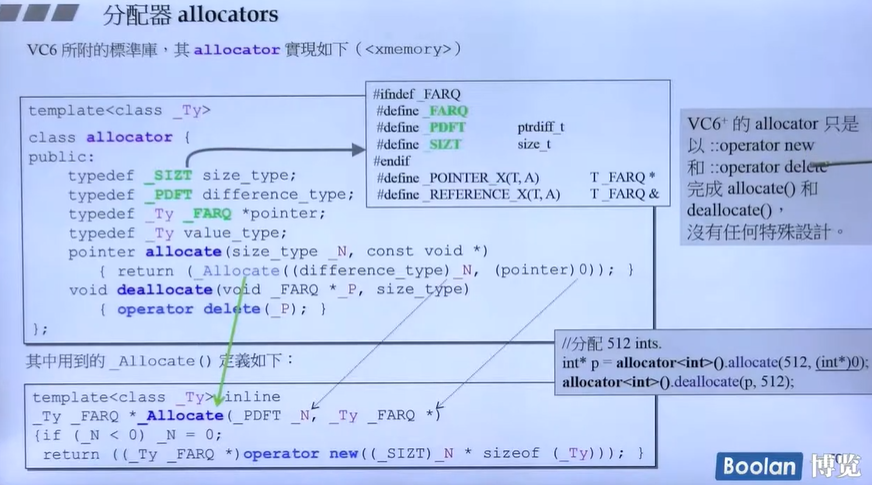 分配器 allocators
VC6 所附的標準庫，其 allocator 實現如下（<xmemory>）
template<class _Ty>
class allocator {
public:
typedef _SIZT size_type;
typedef _PDFT difference_type;
typedef _Ty _FARQ *pointer;
typedef _Ty value_type;
pointer allocate(size_type _N, const void *)
{ return (_Allocate((difference_type)_N, (pointer)0)); }
void deallocate(void _FARQ *_P, size_type)
{ operator delete(_P); }
};
#ifndef _FARQ
#define _FARQ
#define _PDFT ptrdiff_t
#define _SIZT size_t
#endif
#define _POINTER_X(T, A) T _FARQ *
#define _REFERENCE_X(T, A) T _FARQ &
VC6+ 的 allocator 只是
以 ::operator new
和 ::operator delete
完成 allocate() 和
deallocate()，
沒有任何特殊設計。
其中用到的 _Allocate() 定義如下：
template<class _Ty> inline
_Ty _FARQ *_Allocate(_PDFT _N, _Ty _FARQ *)
{if (_N < 0) _N = 0;
return ((_Ty _FARQ *)operator new((_SIZT)_N * sizeof (_Ty))); }
//分配 512 ints.
int* p = allocator<int>().allocate(512, (int*)0);
allocator<int>().deallocate(p, 512);
Boolan 博览